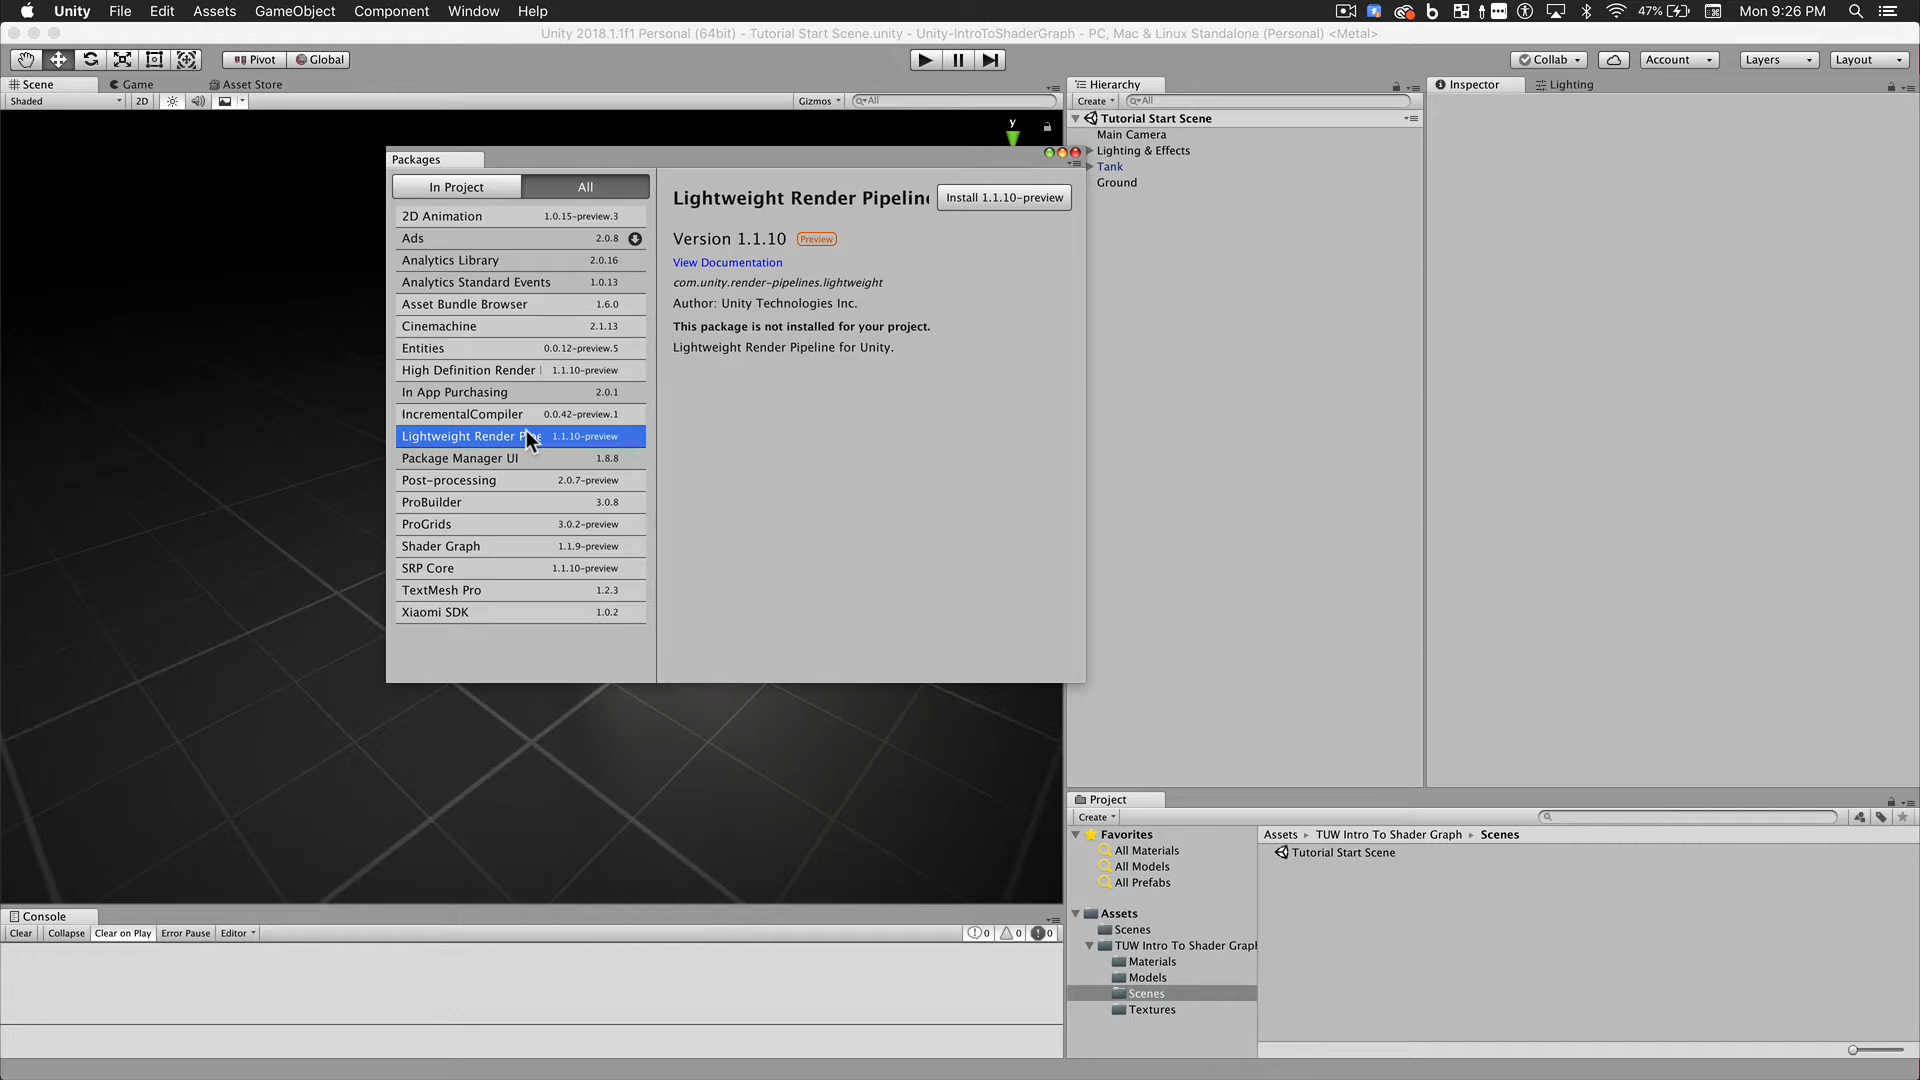 Unity File Edit Assets GameObject Component Window Help 47% Mon 9:26 PM
Unity 2018.1.1f1 Personal (64bit) - Tutorial Start Scene.unity - Unity-IntroToShaderGraph - PC, Mac & Linux Standalone (Personal) <Metal>
Pivot Global Collab Account Layers Layout
Scene Game Asset Store
Shaded 2D Gizmos All
y
Hierarchy
Create All
Tutorial Start Scene
Main Camera
Lighting & Effects
Tank
Ground
Inspector Lighting
Packages
In Project All
2D Animation 1.0.15-preview.3
Ads 2.0.8
Analytics Library 2.0.16
Analytics Standard Events 1.0.13
Asset Bundle Browser 1.6.0
Cinemachine 2.1.13
Entities 0.0.12-preview.5
High Definition Render 1.1.10-preview
In App Purchasing 2.0.1
IncrementalCompiler 0.0.42-preview.1
Lightweight Render Pipe 1.1.10-preview
Package Manager UI 1.8.8
Post-processing 2.0.7-preview
ProBuilder 3.0.8
ProGrids 3.0.2-preview
Shader Graph 1.1.9-preview
SRP Core 1.1.10-preview
TextMesh Pro 1.2.3
Xiaomi SDK 1.0.2
Lightweight Render Pipeline Install 1.1.10-preview
Version 1.1.10 Preview
View Documentation
com.unity.render-pipelines.lightweight
Author: Unity Technologies Inc.
This package is not installed for your project.
Lightweight Render Pipeline for Unity.
Project
Create
Favorites
All Materials
All Models
All Prefabs
Assets
Scenes
TUW Intro To Shader Graph
Materials
Models
Scenes
Textures
Assets TUW Intro To Shader Graph Scenes
Tutorial Start Scene
Console
Clear Collapse Clear on Play Error Pause Editor 0 0 0